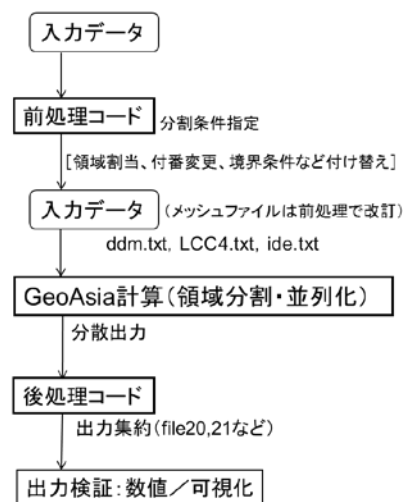 入力データ
前処理コード 分割条件指定
[領域割当、付番変更、境界条件など付け替え]
入力データ (メッシュファイルは前処理で改訂)
ddm.txt, LCC4.txt, ide.txt
GeoAsia計算(領域分割・並列化)
分散出力
後処理コード
出力集約(file20,21など)
出力検証:数値/可視化